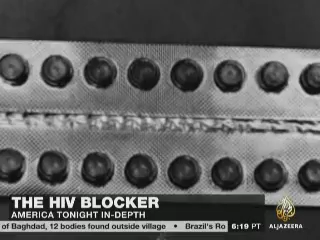 THE HIV BLOCKER
AMERICA TONIGHT IN-DEPTH
of Baghdad, 12 bodies found outside village • Brazil's Ro 6:19 PT
ALJAZEERA